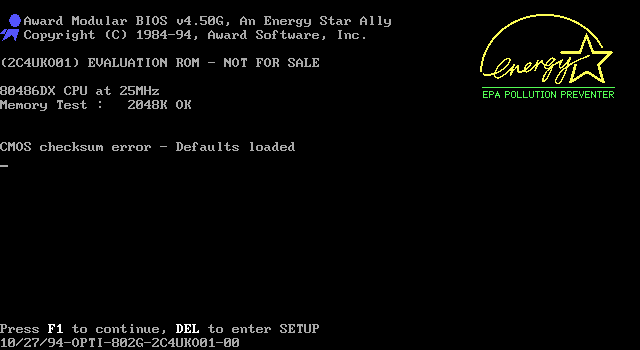 Award Modular BIOS v4.50G, An Energy Star Ally
Copyright (C) 1984-94, Award Software, Inc.
energy
EPA POLLUTION PREVENTER
(2C4UKO01) EVALUATION ROM - NOT FOR SALE
80486DX CPU at 25MHz
Memory Test :   2048K OK
CMOS checksum error - Defaults loaded
Press F1 to continue, DEL to enter SETUP
10/27/94-OPTI-802G-2C4UKO01-00